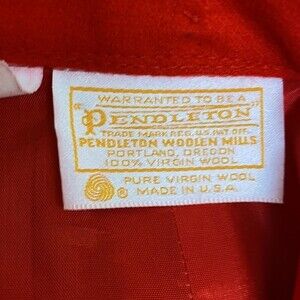 WARRANTED TO BE A
"PENDLETON"
TRADE MARK REG. U.S. PAT. OFF.
PENDLETON WOOLEN MILLS
PORTLAND, OREGON
100% VIRGIN WOOL
® PURE VIRGIN WOOL
MADE IN U.S.A.